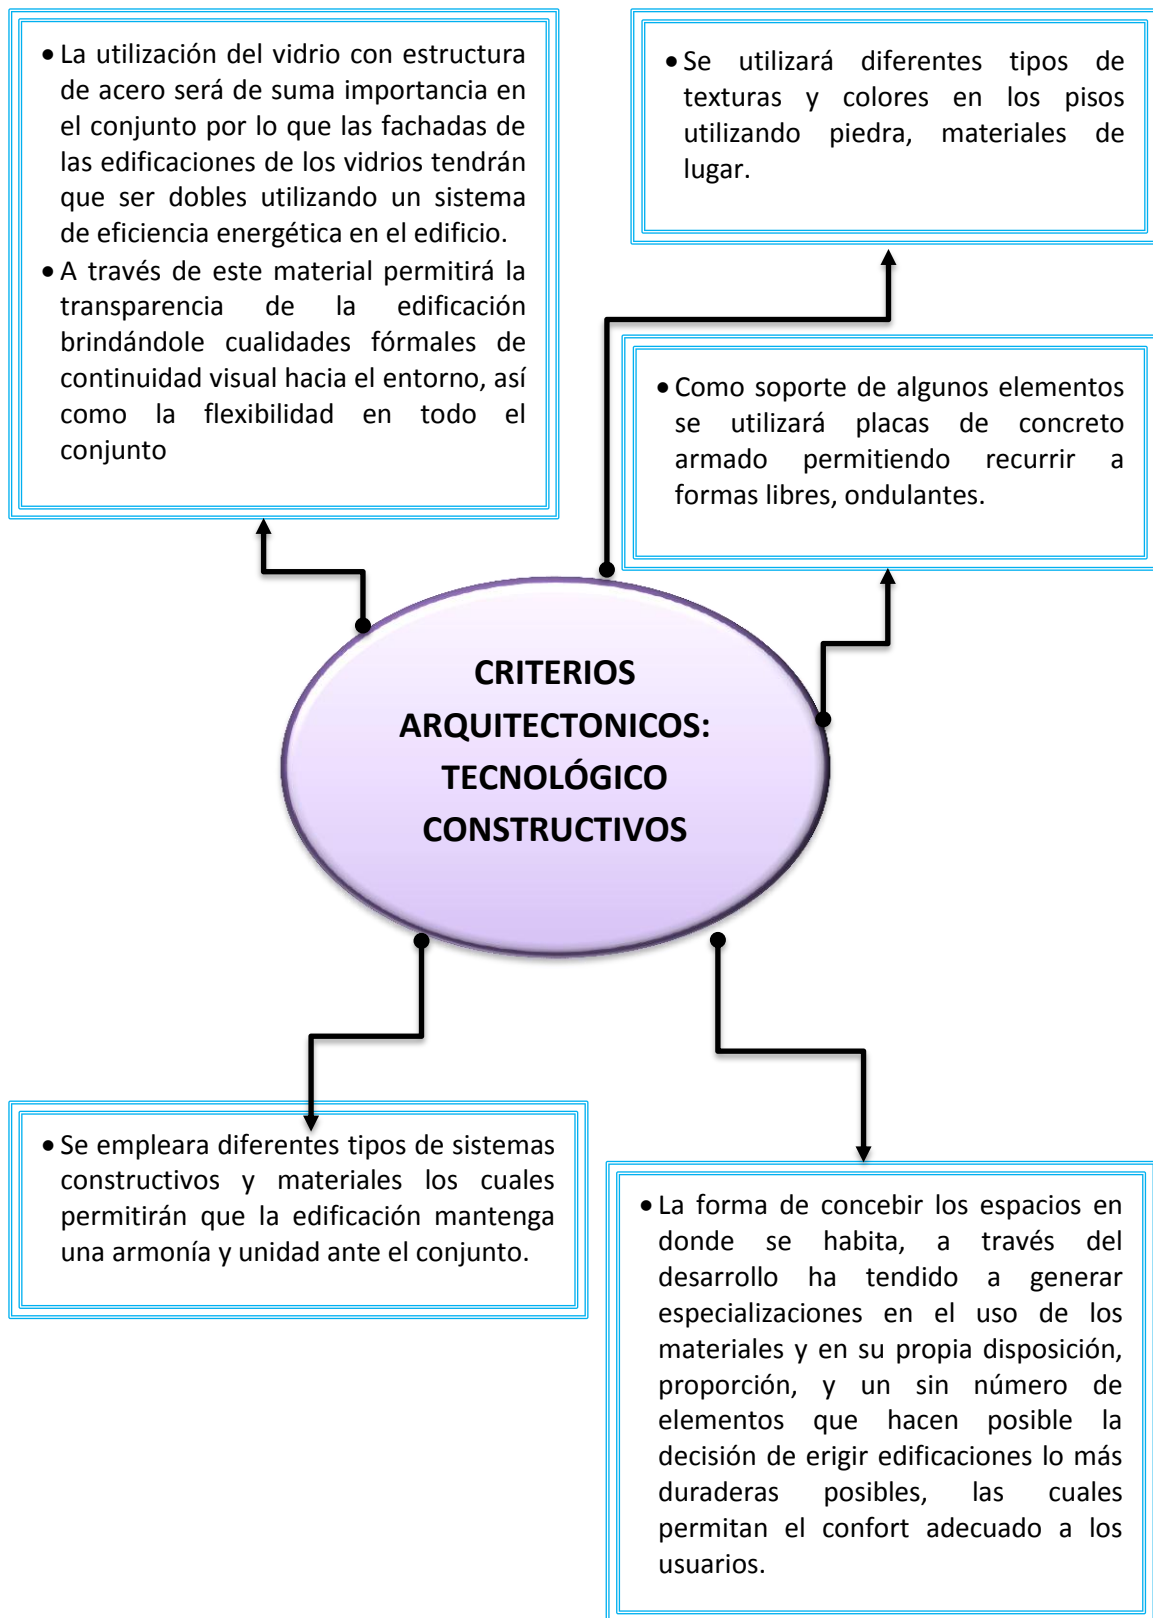 • La utilización del vidrio con estructura
de acero será de suma importancia en
el conjunto por lo que las fachadas de
las edificaciones de los vidrios tendrán
que ser dobles utilizando un sistema
de eficiencia energética en el edificio.
• A través de este material permitirá la
transparencia de la edificación
brindándole cualidades fórmales de
continuidad visual hacia el entorno, así
como la flexibilidad en todo el
conjunto
• Se utilizará diferentes tipos de
texturas y colores en los pisos
utilizando piedra, materiales de
lugar.
• Como soporte de algunos elementos
se utilizará placas de concreto
armado permitiendo recurrir a
formas libres, ondulantes.
CRITERIOS
ARQUITECTONICOS:
TECNOLÓGICO
CONSTRUCTIVOS
• Se empleara diferentes tipos de sistemas
constructivos y materiales los cuales
permitirán que la edificación mantenga
una armonía y unidad ante el conjunto.
• La forma de concebir los espacios en
donde se habita, a través del
desarrollo ha tendido a generar
especializaciones en el uso de los
materiales y en su propia disposición,
proporción, y un sin número de
elementos que hacen posible la
decisión de erigir edificaciones lo más
duraderas posibles, las cuales
permitan el confort adecuado a los
usuarios.